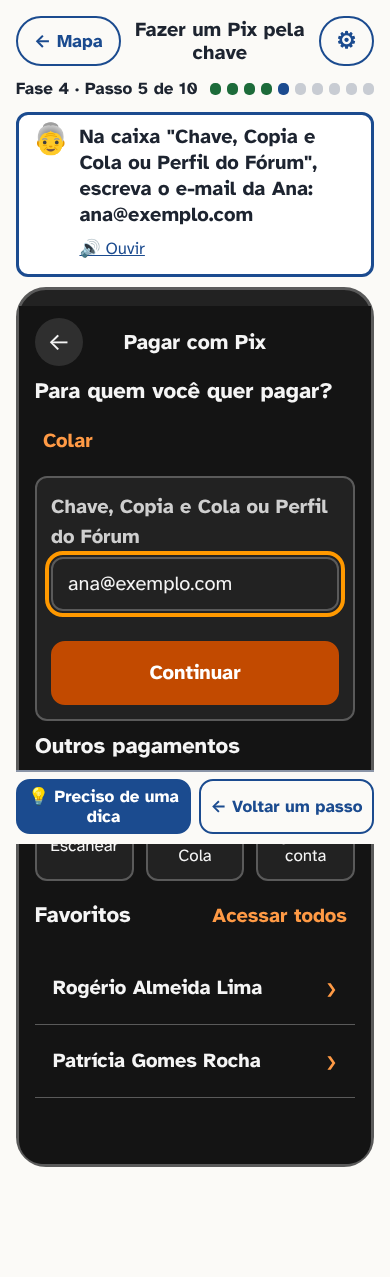 ← Mapa
Fazer um Pix pela
chave
Fase 4 · Passo 5 de 10
Na caixa "Chave, Copia e
Cola ou Perfil do Fórum",
escreva o e-mail da Ana:
ana@exemplo.com
🔊 Ouvir
Pagar com Pix
Para quem você quer pagar?
Colar
Chave, Copia e Cola ou Perfil
do Fórum
ana@exemplo.com
Continuar
Outros pagamentos
💡 Preciso de uma
dica
← Voltar um passo
Escanear
Cola
conta
Favoritos
Acessar todos
Rogério Almeida Lima
Patrícia Gomes Rocha